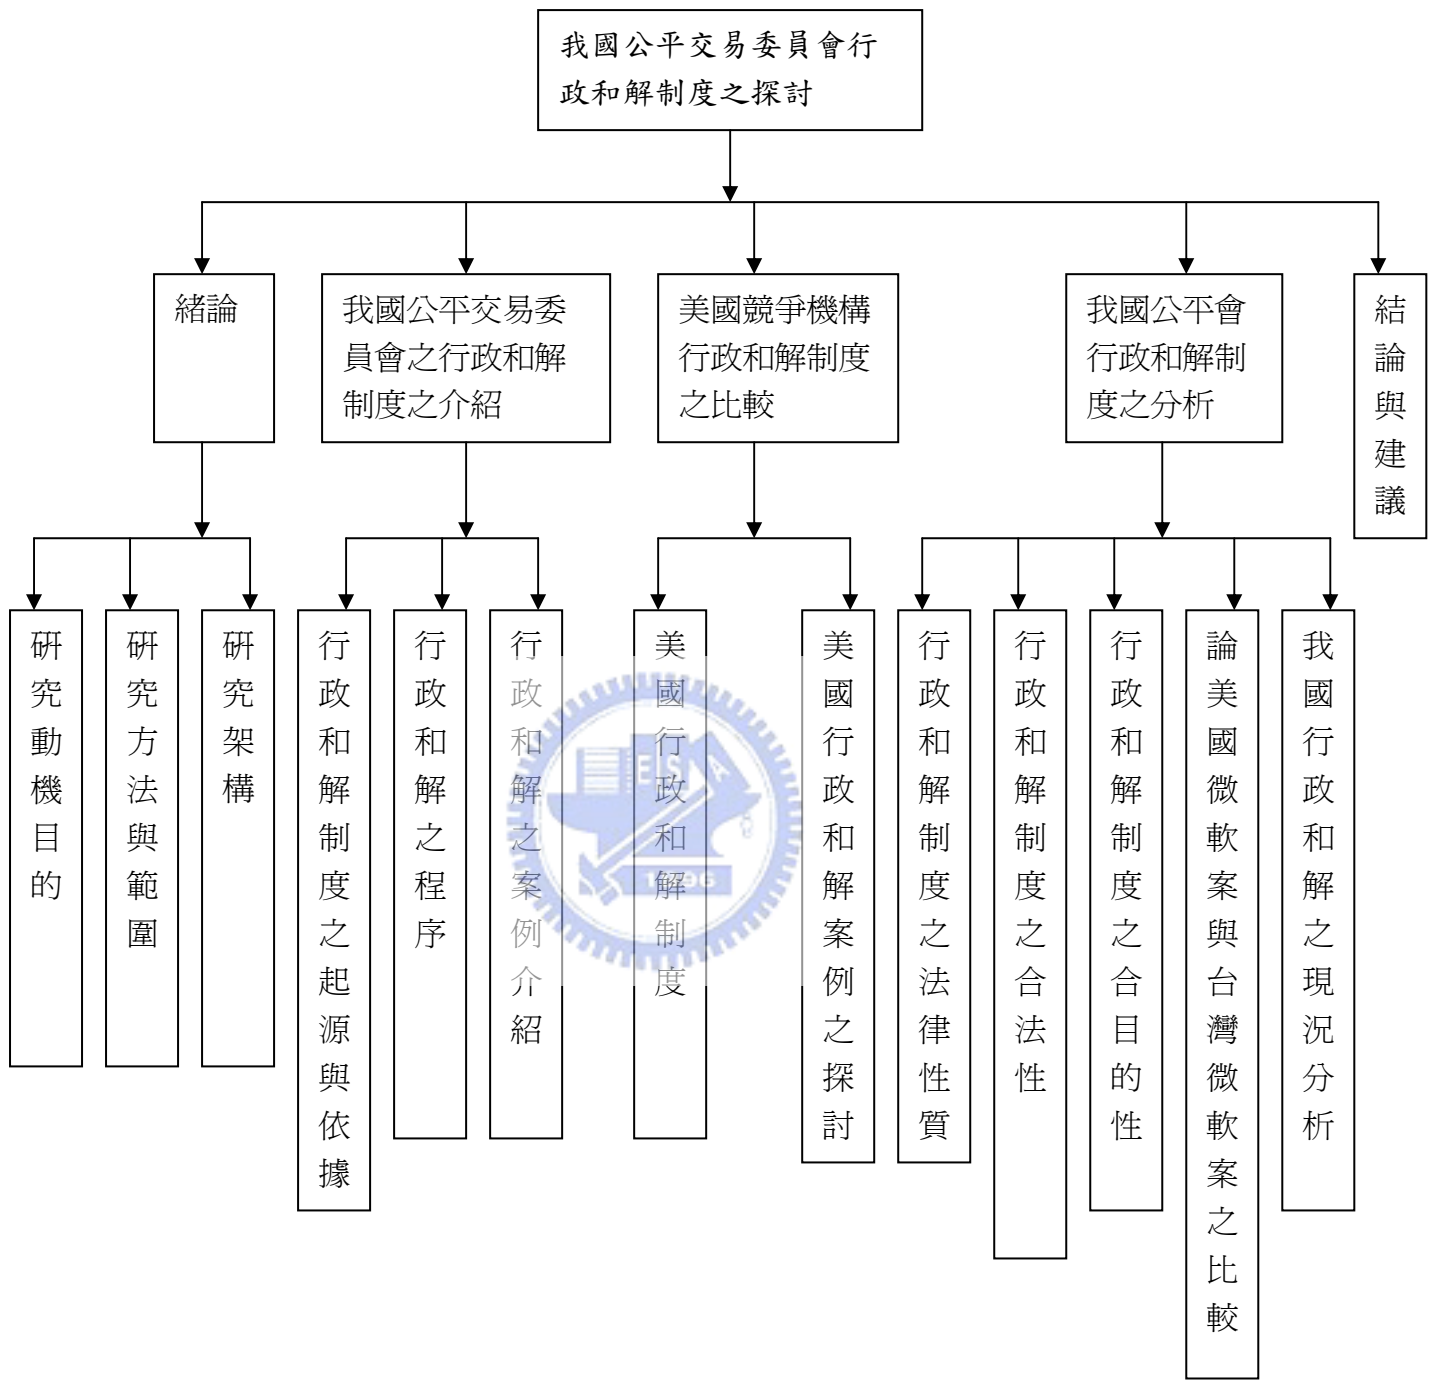 我國公平交易委員會行
政和解制度之探討
緒論
我國公平交易委
員會之行政和解
制度之介紹
美國競爭機構
行政和解制度
之比較
我國公平會
行政和解制
度之分析
結論與建議
研究動機目的
研究方法與範圍
研究架構
行政和解制度之起源與依據
行政和解之程序
行政和解之案例介紹
美國行政和解制度
美國行政和解案例之探討
行政和解制度之法律性質
行政和解制度之合法性
行政和解制度之合目的性
論美國微軟案與台灣微軟案之比較
我國行政和解之現況分析
ES A
1896